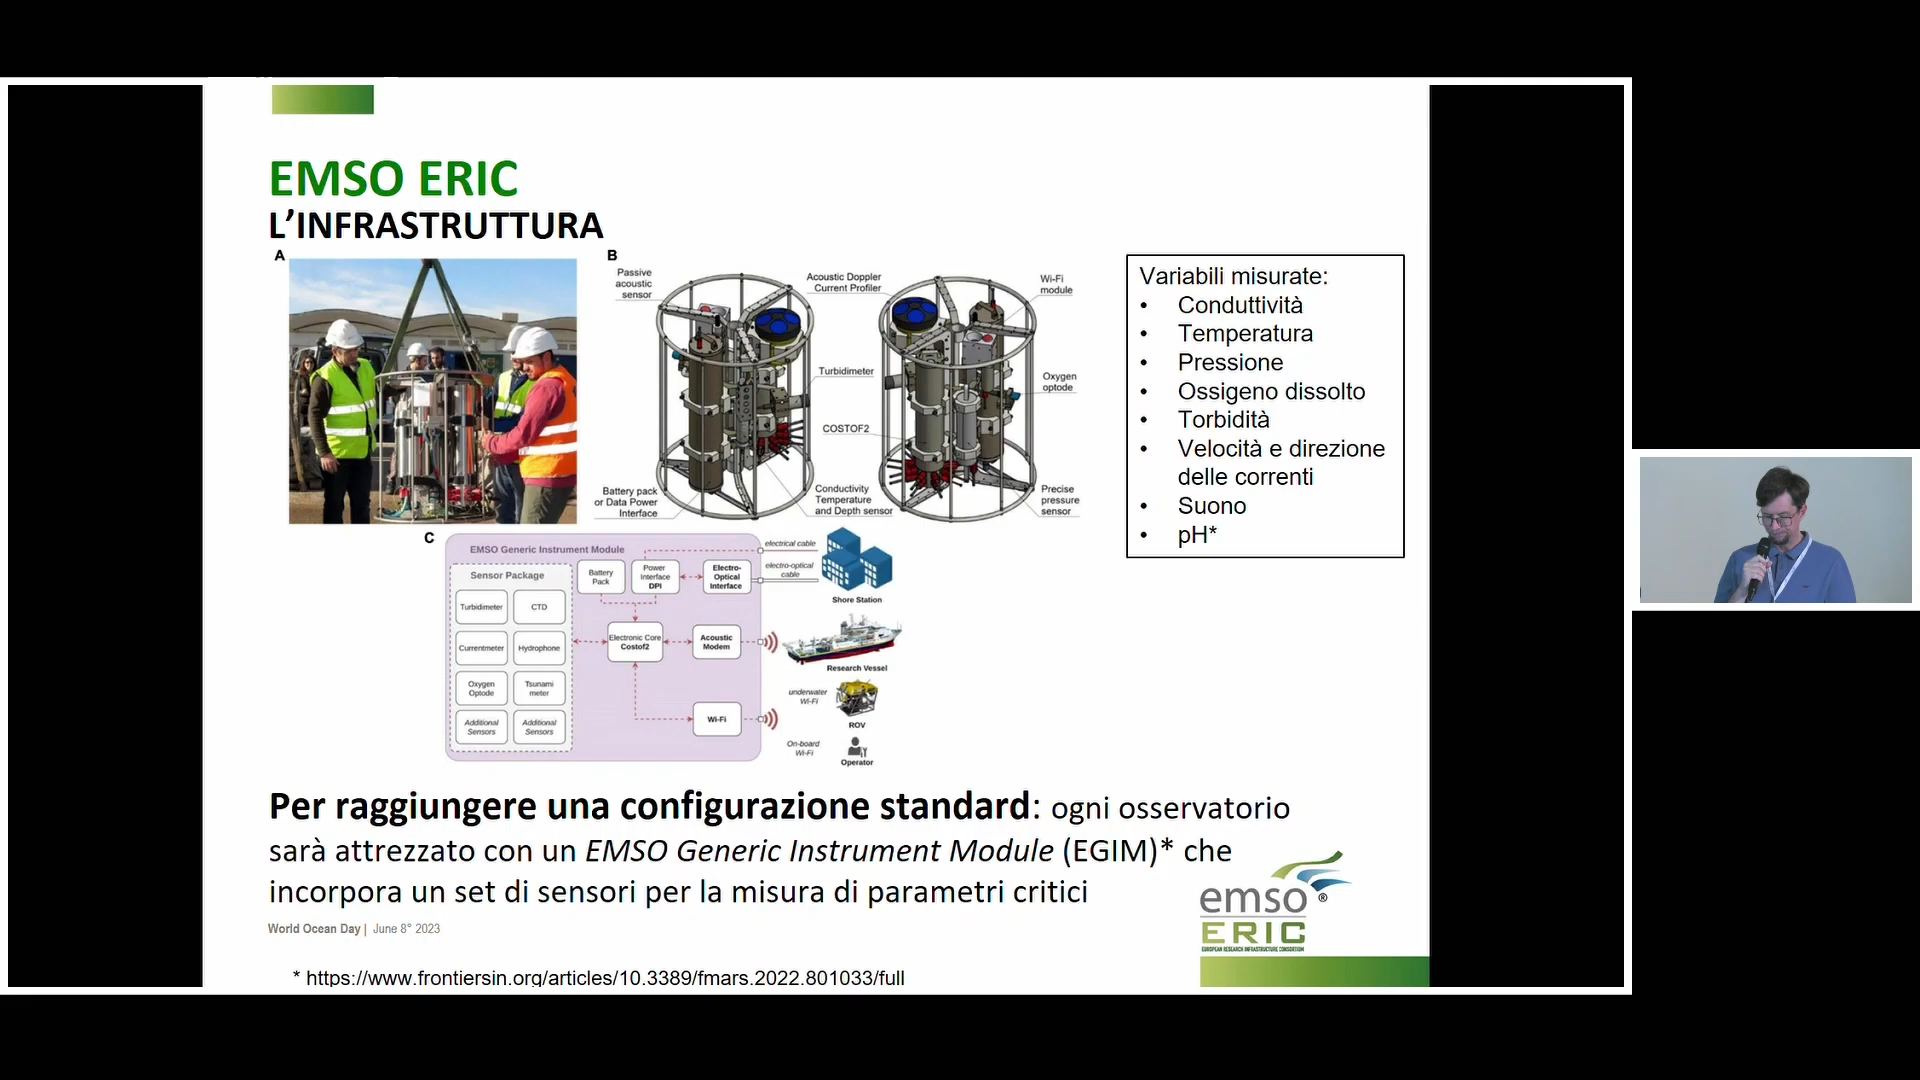 EMSO ERIC
L’INFRASTRUTTURA
A
B
Passive
acoustic
sensor
Acoustic Doppler
Current Profiler
Wi-Fi
module
Turbidimeter
Oxygen
optode
COSTOF2
Battery pack
or Data Power
Interface
Conductivity
Temperature
and Depth sensor
Precise
pressure
sensor
Variabili misurate:
• Conduttività
• Temperatura
• Pressione
• Ossigeno dissolto
• Torbidità
• Velocità e direzione
delle correnti
• Suono
• pH*
C
EMSO Generic Instrument Module
Sensor Package
Turbidimeter
CTD
Currentmeter
Hydrophone
Oxygen
Optode
Tsunami
meter
Additional
Sensors
Additional
Sensors
Battery
Pack
Power
Interface
DPI
Electro-
Optical
Interface
Electronic Core
Costof2
Acoustic
Modem
Wi-Fi
electrical cable
electro-optical
cable
Shore Station
Research Vessel
underwater
Wi-Fi
ROV
On-board
Wi-Fi
Operator
Per raggiungere una configurazione standard: ogni osservatorio
sarà attrezzato con un EMSO Generic Instrument Module (EGIM)* che
incorpora un set di sensori per la misura di parametri critici
World Ocean Day | June 8° 2023
emso ®
ERIC
EUROPEAN RESEARCH INFRASTRUCTURE CONSORTIUM
* https://www.frontiersin.org/articles/10.3389/fmars.2022.801033/full